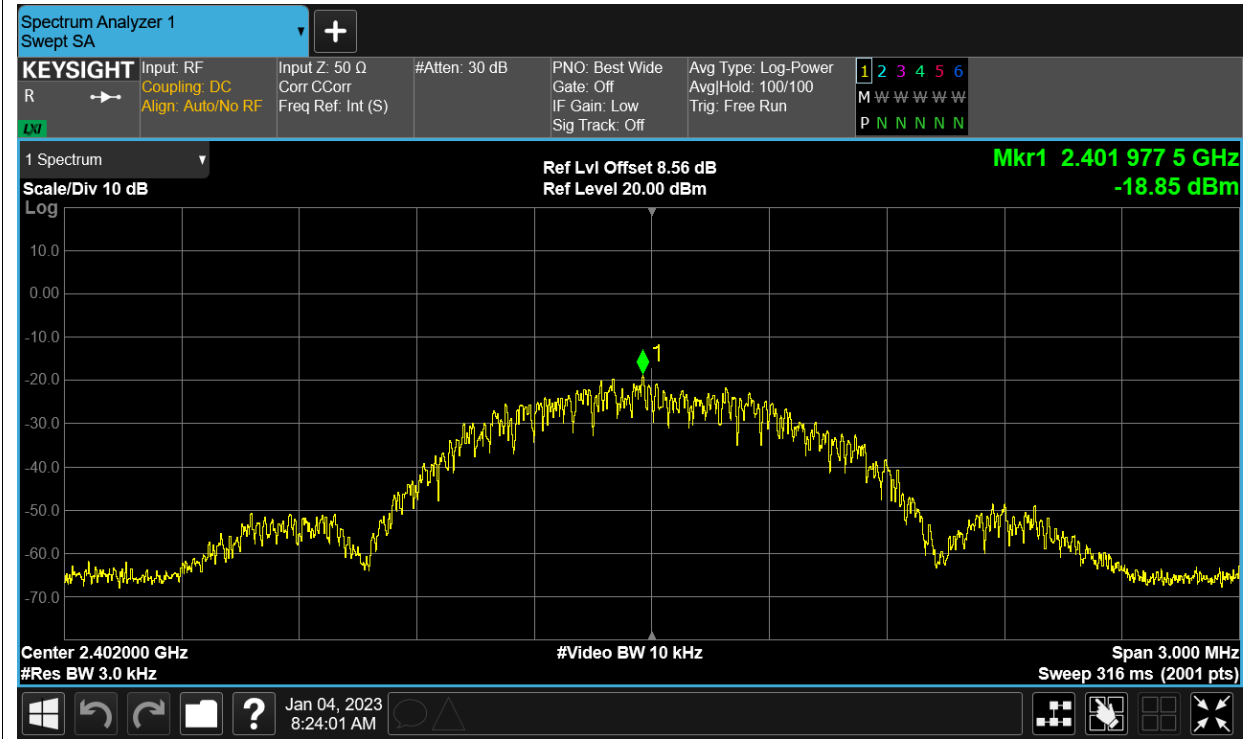 Spectrum Analyzer 1
Swept SA
KEYSIGHT
R
LXI
Input: RF
Coupling: DC
Align: Auto/No RF
Input Z: 50 Ω
Corr CCorr
Freq Ref: Int (S)
#Atten: 30 dB
PNO: Best Wide
Gate: Off
IF Gain: Low
Sig Track: Off
Avg Type: Log-Power
Avg|Hold: 100/100
Trig: Free Run
1 2 3 4 5 6
M W W W W W
P N N N N N
1 Spectrum
Scale/Div 10 dB
Log
Ref Lvl Offset 8.56 dB
Ref Level 20.00 dBm
Mkr1 2.401 977 5 GHz
-18.85 dBm
1
10.0
0.00
-10.0
-20.0
-30.0
-40.0
-50.0
-60.0
-70.0
Center 2.402000 GHz
#Res BW 3.0 kHz
#Video BW 10 kHz
Span 3.000 MHz
Sweep 316 ms (2001 pts)
?
Jan 04, 2023
8:24:01 AM